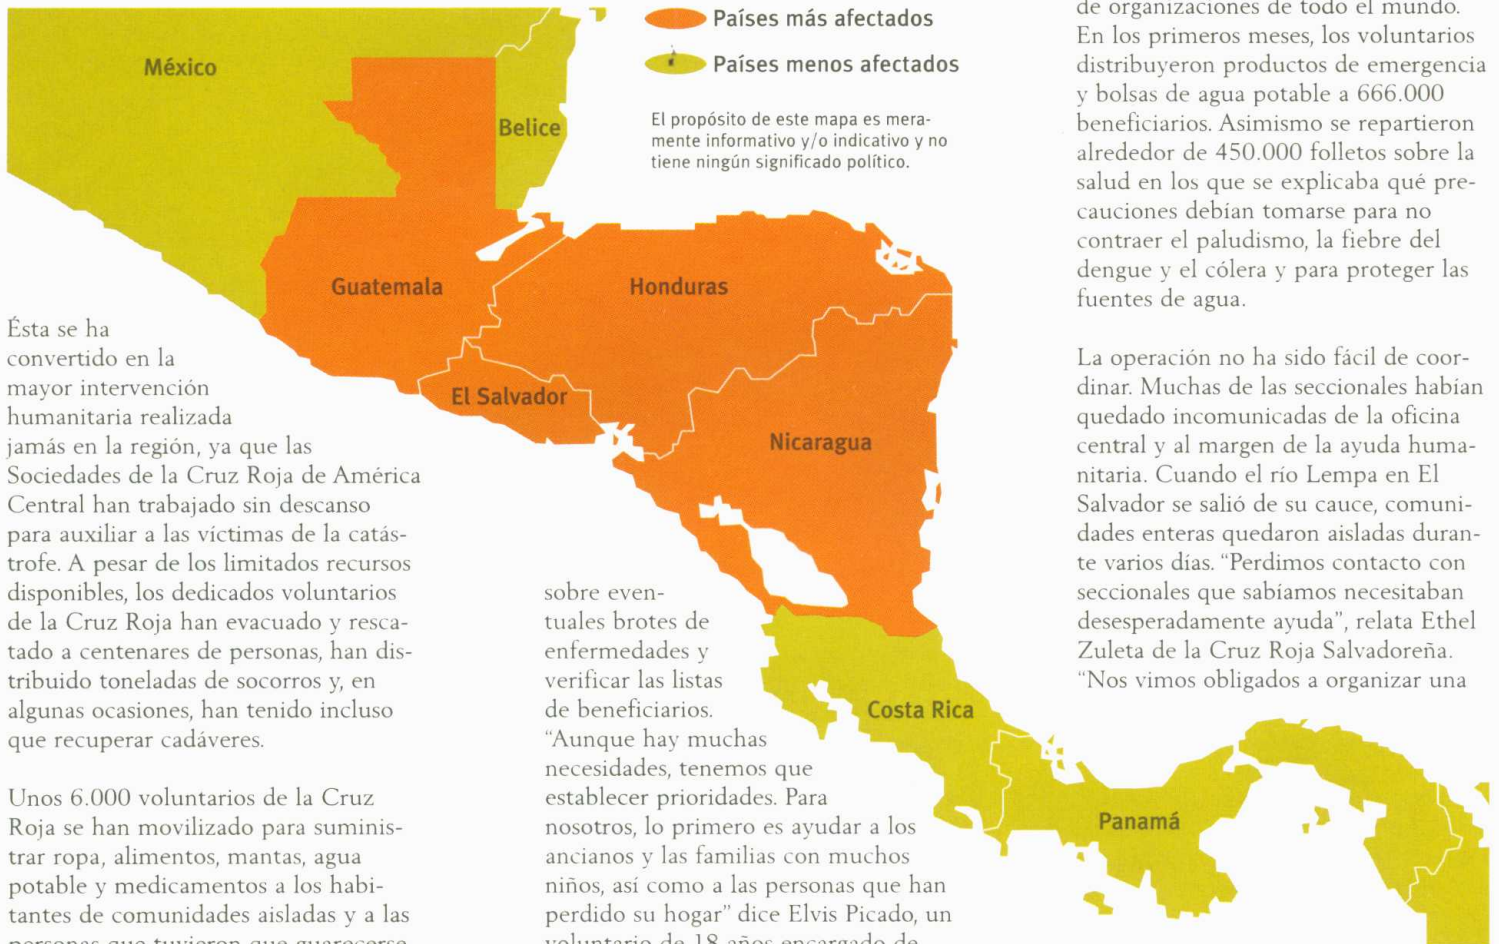 Países más afectados
Países menos afectados
El propósito de este mapa es mera-
mente informativo y/o indicativo y no
tiene ningún significado político.
México
Belice
Guatemala
Honduras
El Salvador
Nicaragua
Costa Rica
Panamá
Ésta se ha
convertido en la
mayor intervención
humanitaria realizada
jamás en la región, ya que las
Sociedades de la Cruz Roja de América
Central han trabajado sin descanso
para auxiliar a las víctimas de la catás-
trofe. A pesar de los limitados recursos
disponibles, los dedicados voluntarios
de la Cruz Roja han evacuado y resca-
tado a centenares de personas, han dis-
tribuido toneladas de socorros y, en
algunas ocasiones, han tenido incluso
que recuperar cadáveres.
Unos 6.000 voluntarios de la Cruz
Roja se han movilizado para suminis-
trar ropa, alimentos, mantas, agua
potable y medicamentos a los habi-
tantes de comunidades aisladas y a las
personas que tuvieron que guarecerse
sobre even-
tuales brotes de
enfermedades y
verificar las listas
de beneficiarios.
“Aunque hay muchas
necesidades, tenemos que
establecer prioridades. Para
nosotros, lo primero es ayudar a los
ancianos y las familias con muchos
niños, así como a las personas que han
perdido su hogar” dice Elvis Picado, un
voluntario de 18 años encargado de
de organizaciones de todo el mundo.
En los primeros meses, los voluntarios
distribuyeron productos de emergencia
y bolsas de agua potable a 666.000
beneficiarios. Asimismo se repartieron
alrededor de 450.000 folletos sobre la
salud en los que se explicaba qué pre-
cauciones debían tomarse para no
contraer el paludismo, la fiebre del
dengue y el cólera y para proteger las
fuentes de agua.
La operación no ha sido fácil de coor-
dinar. Muchas de las seccionales habían
quedado incomunicadas de la oficina
central y al margen de la ayuda huma-
nitaria. Cuando el río Lempa en El
Salvador se salió de su cauce, comuni-
dades enteras quedaron aisladas duran-
te varios días. “Perdimos contacto con
seccionales que sabíamos necesitaban
desesperadamente ayuda”, relata Ethel
Zuleta de la Cruz Roja Salvadoreña.
“Nos vimos obligados a organizar una